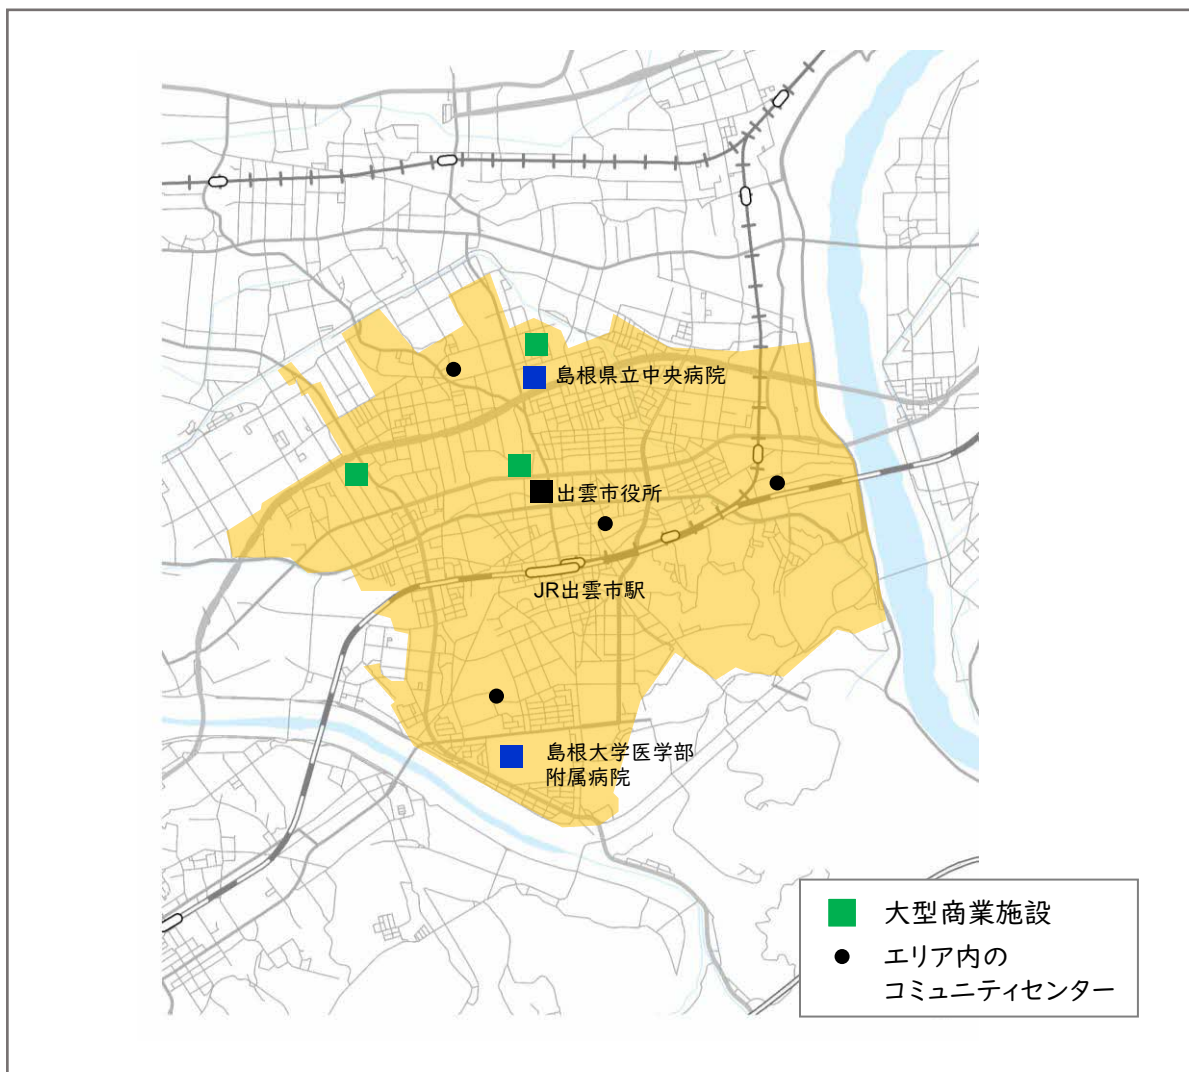 島根県立中央病院
出雲市役所
JR出雲市駅
島根大学医学部
附属病院
大型商業施設
エリア内の
コミュニティセンター